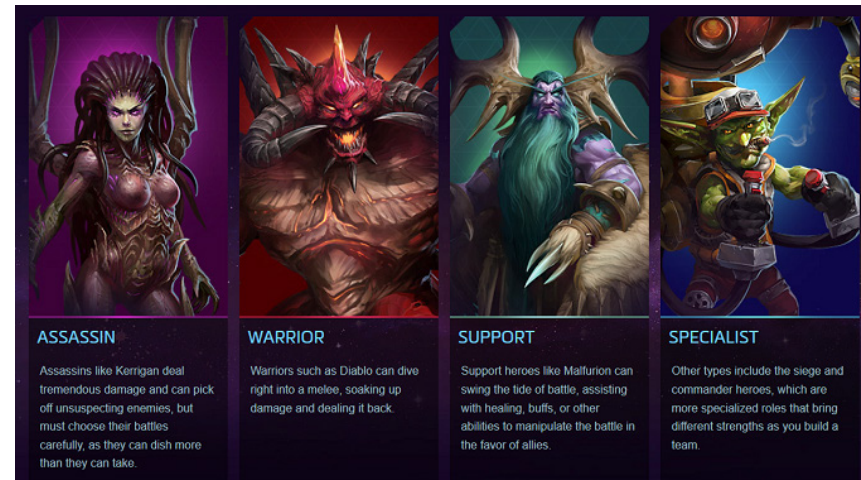 ASSASSIN
Assassins like Kerrigan deal
tremendous damage and can pick
off unsuspecting enemies, but
must choose their battles
carefully, as they can dish more
than they can take.
WARRIOR
Warriors such as Diablo can dive
right into a melee, soaking up
damage and dealing it back.
SUPPORT
Support heroes like Malfurion can
swing the tide of battle, assisting
with healing, buffs, or other
abilities to manipulate the battle in
the favor of allies.
SPECIALIST
Other types include the siege and
commander heroes, which are
more specialized roles that bring
different strengths as you build a
team.